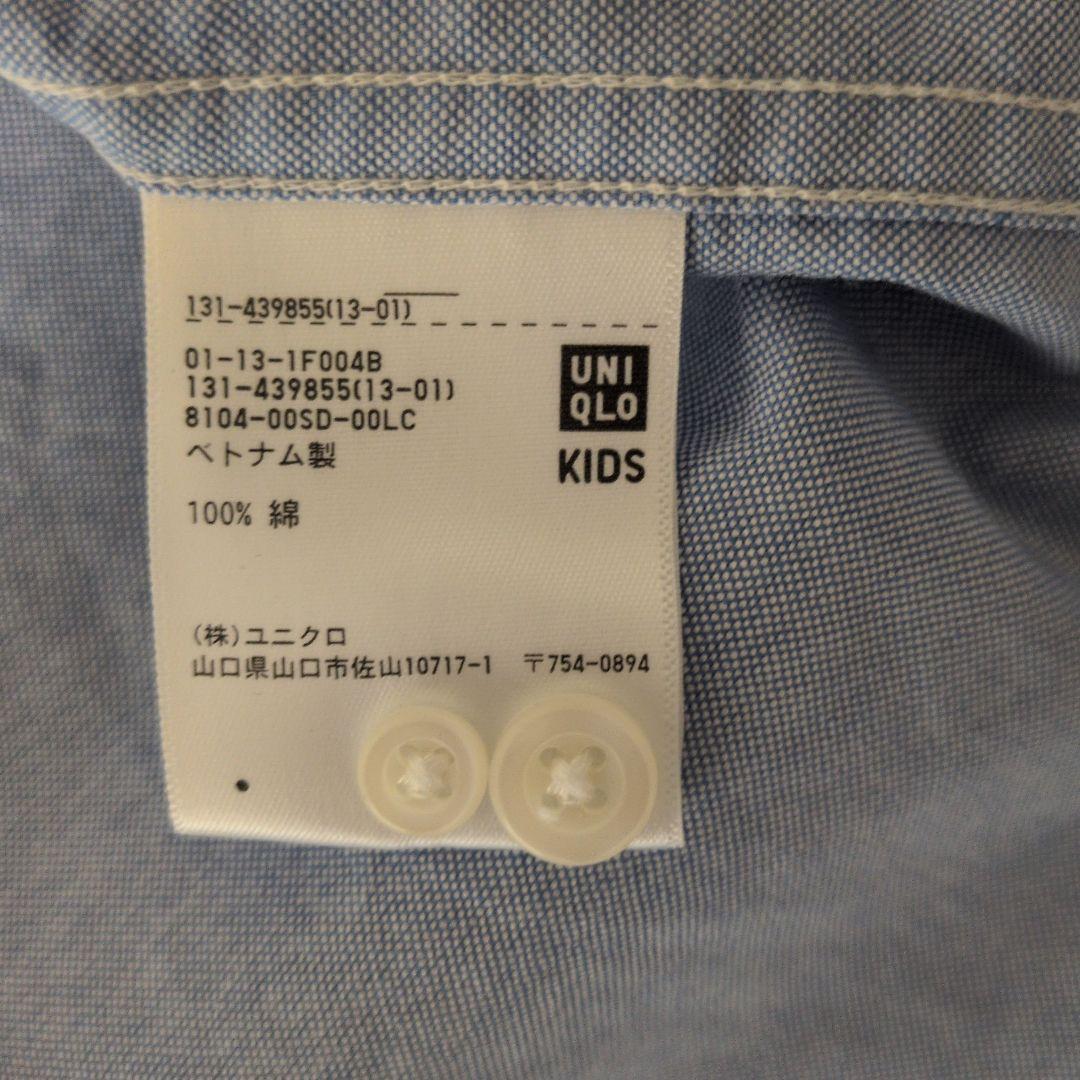 131-439855(13-01)
01-13-1F004B
131-439855(13-01)
8104-00SD-00LC
ベトナム製
UNI
QLO
KIDS
100% 綿
(株)ユニクロ
山口県山口市佐山10717-1 〒754-0894